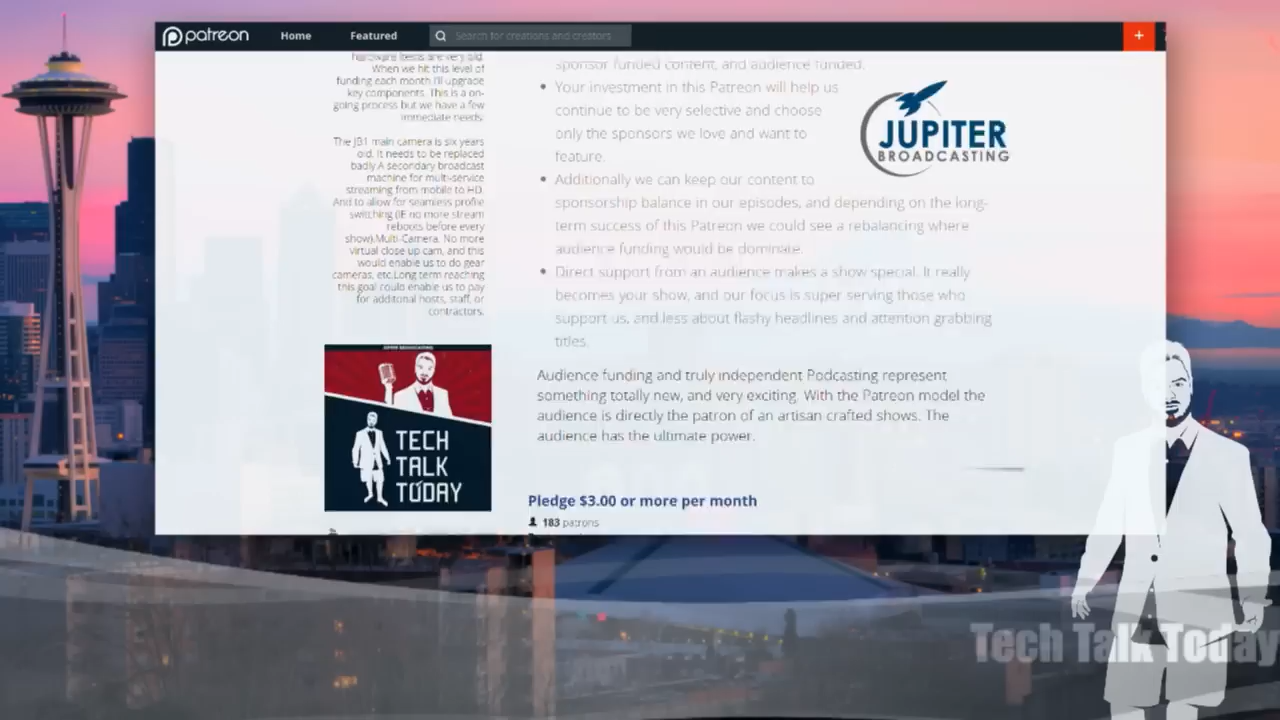 patreon
Home
Featured
Search for creations and creators
+
hardware items are very old.
When we hit this level of
funding each month I'll upgrade
key components. This is a on-
going process but we have a few
immediate needs.
The JB1 main camera is six years
old. It needs to be replaced
badly A secondary broadcast
machine for multi-service
streaming from mobile to HD.
And to allow for seamless profile
switching (IE no more stream
reboots before every
show).Multi-Camera. No more
virtual close up cam, and this
would enable us to do gear
cameras, etc.Long term reaching
this goal could enable us to pay
for additonal hosts, staff, or
contractors.
JUPITER BROADCASTING
TECH
TALK
TODAY
sponsor funded content, and audience funded.
Your investment in this Patreon will help us
continue to be very selective and choose
only the sponsors we love and want to
feature.
Additionally we can keep our content to
sponsorship balance in our episodes, and depending on the long-
term success of this Patreon we could see a rebalancing where
audience funding would be dominate.
Direct support from an audience makes a show special. It really
becomes your show, and our focus is super serving those who
support us, and less about flashy headlines and attention grabbing
titles.
JUPITER
BROADCASTING
Audience funding and truly independent Podcasting represent
something totally new, and very exciting. With the Patreon model the
audience is directly the patron of an artisan crafted shows. The
audience has the ultimate power.
Pledge $3.00 or more per month
183 patrons
Tech Talk Today